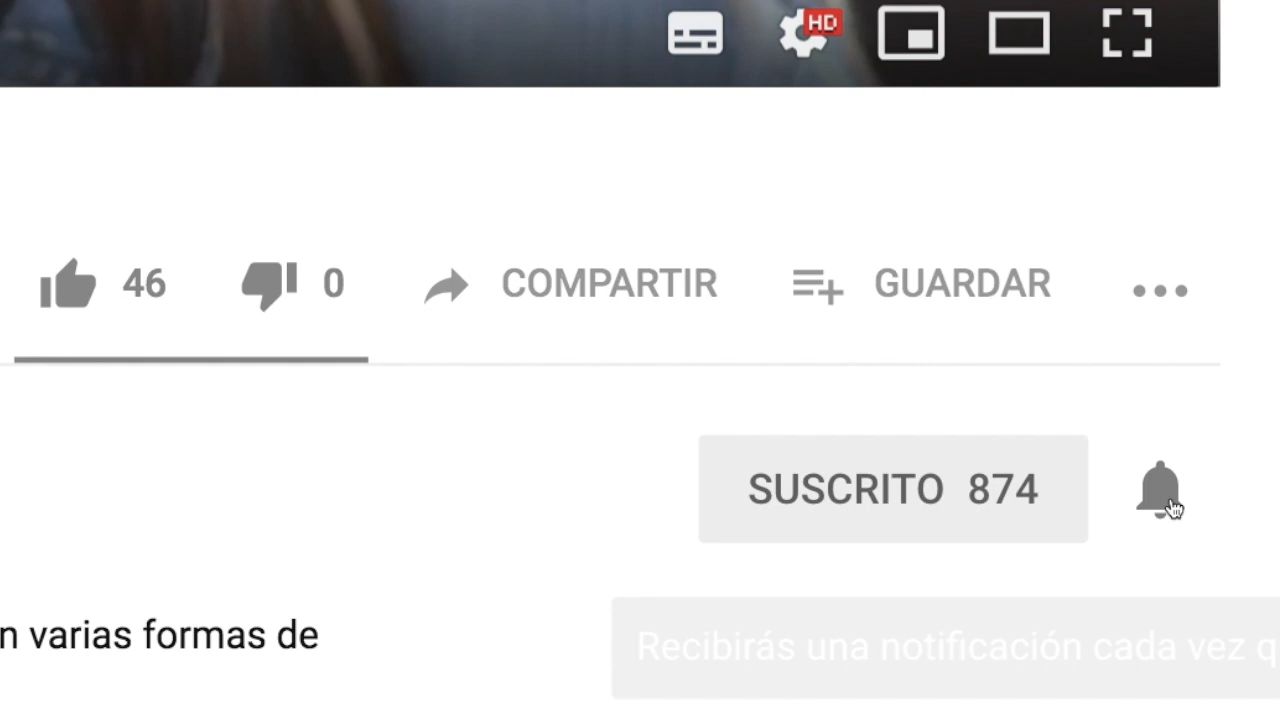 HD
46 0 COMPARTIR GUARDAR
SUSCRITO 874
varias formas de
Recibirás una notificación cada vez